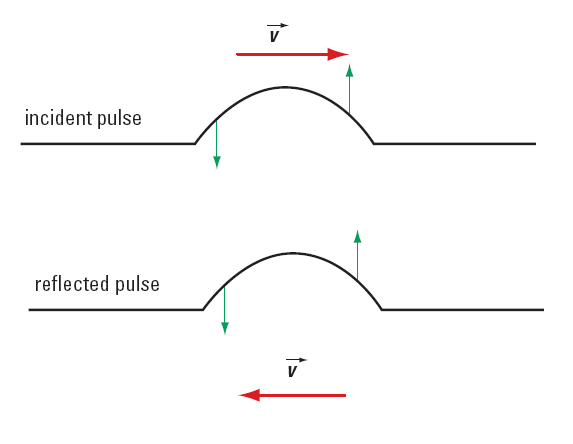 v
incident pulse
reflected pulse
v